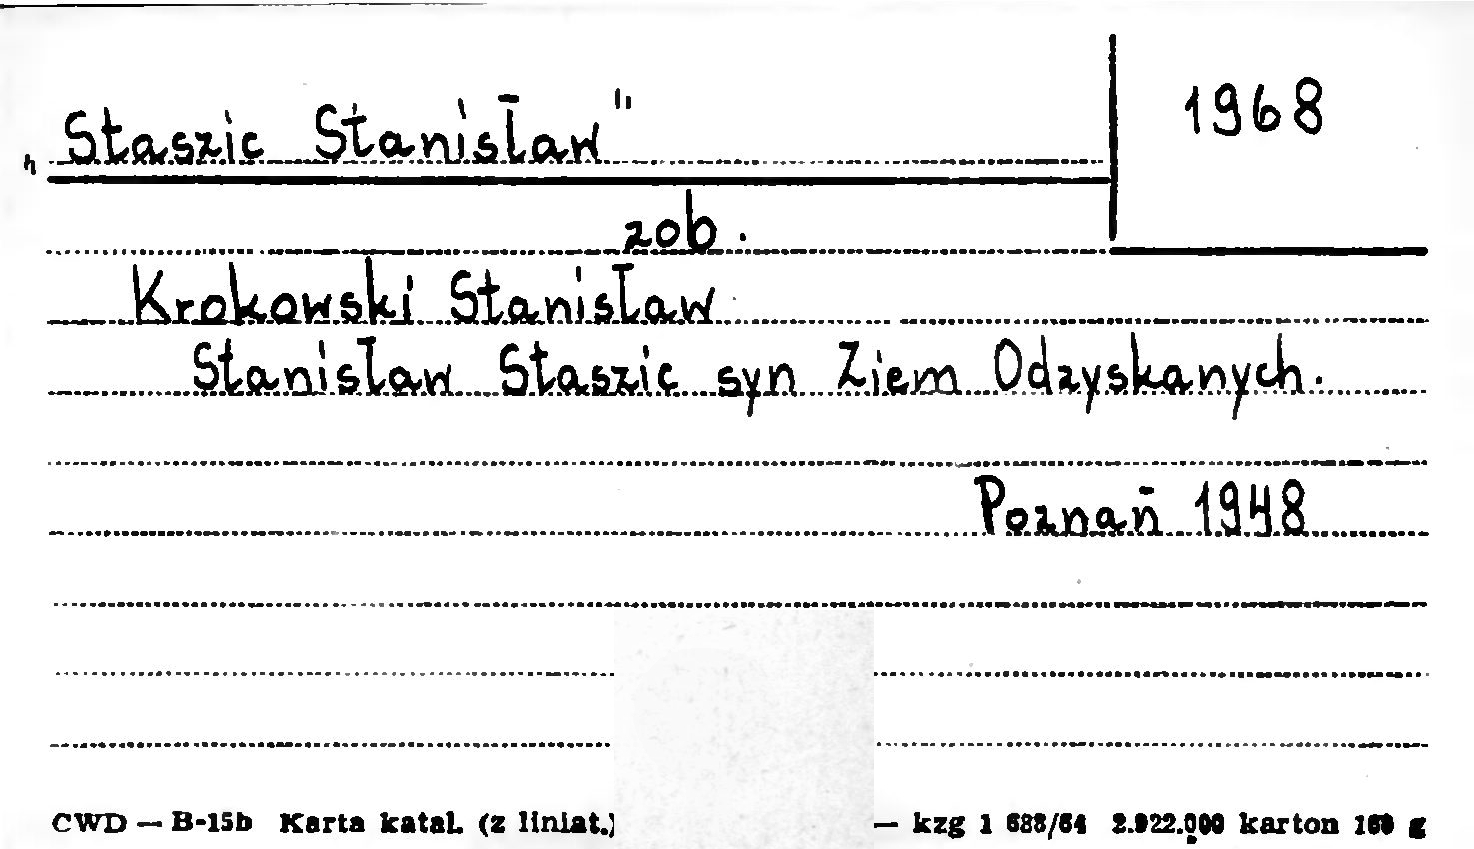 „Staszic Stanisław"
1968
zob.
Krokowski Stanisław
Stanisław Staszic syn Ziem Odzyskanych.
Poznań 1948
CWD — B-15b Karta katal. (z liniat.) — kzg 1 688/64 2.922.000 karton 160 g